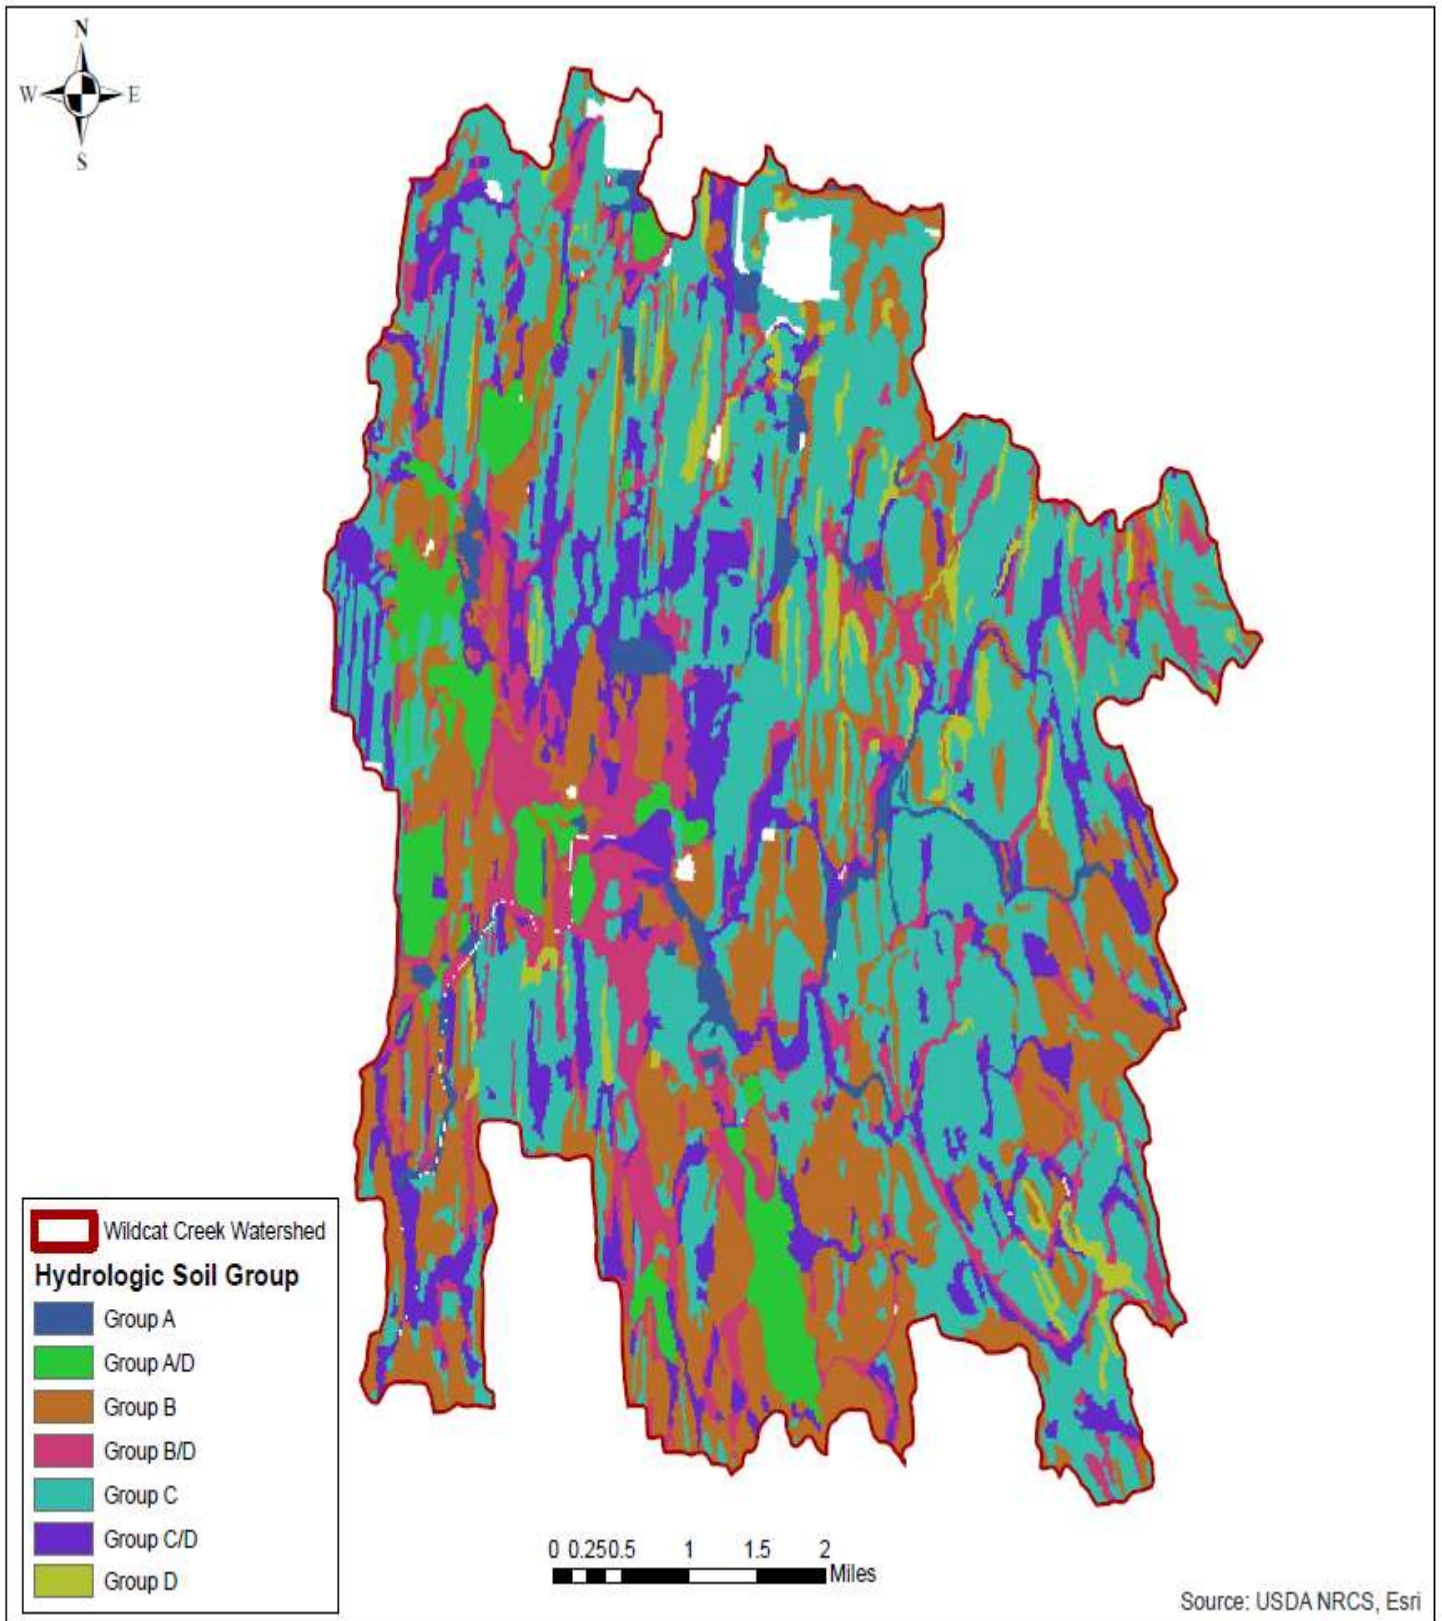 N
W E
S
Wildcat Creek Watershed
Hydrologic Soil Group
Group A
Group A/D
Group B
Group B/D
Group C
Group C/D
Group D
0 0.250.5 1 1.5 2
Miles
Source: USDA NRCS, Esri